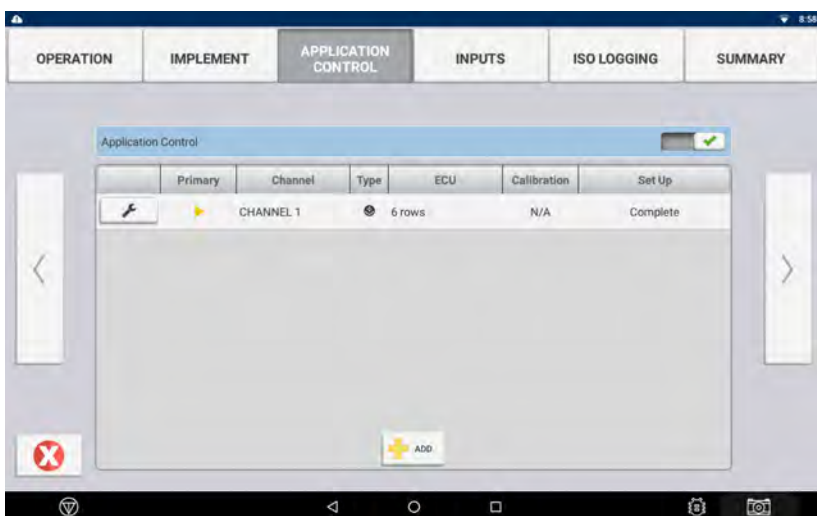 8:58
OPERATION
IMPLEMENT
APPLICATION
CONTROL
INPUTS
ISO LOGGING
SUMMARY
Application Control
Primary Channel Type ECU Calibration Set Up
CHANNEL 1 6 rows N/A Complete
ADD